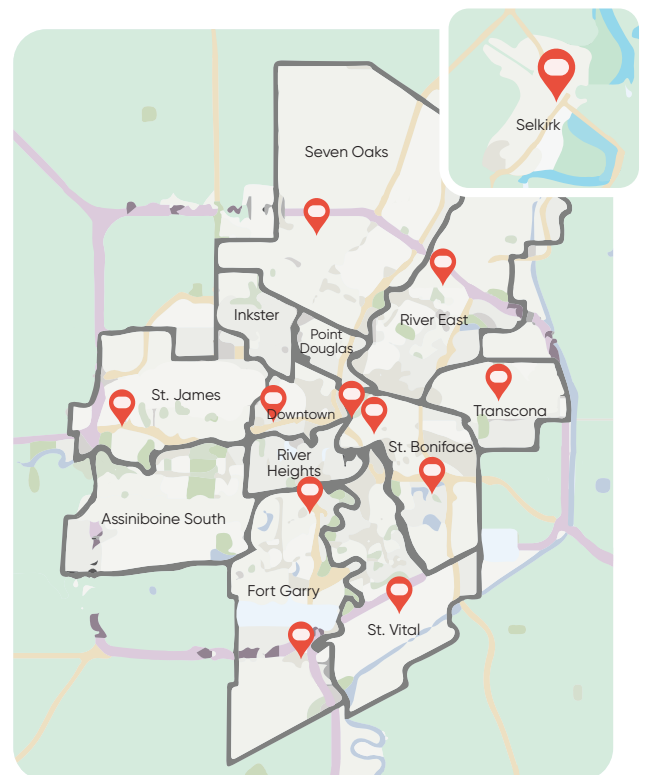 Selkirk
Seven Oaks
Inkster
Point
Douglas
River East
St. James
Downtown
Transcona
St. Boniface
River
Heights
Assiniboine South
Fort Garry
St. Vital